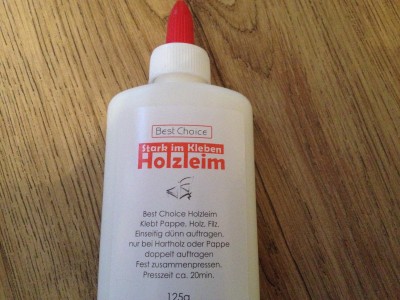 Best Choice
Stark im Kleben
Holzleim
Best Choice Holzleim
Klebt Pappe, Holz, Filz.
Einseitig dünn auftragen,
nur bei Hartholz oder Pappe
doppelt auftragen
Fest zusammenpressen.
Presszeit ca. 20min.
125g